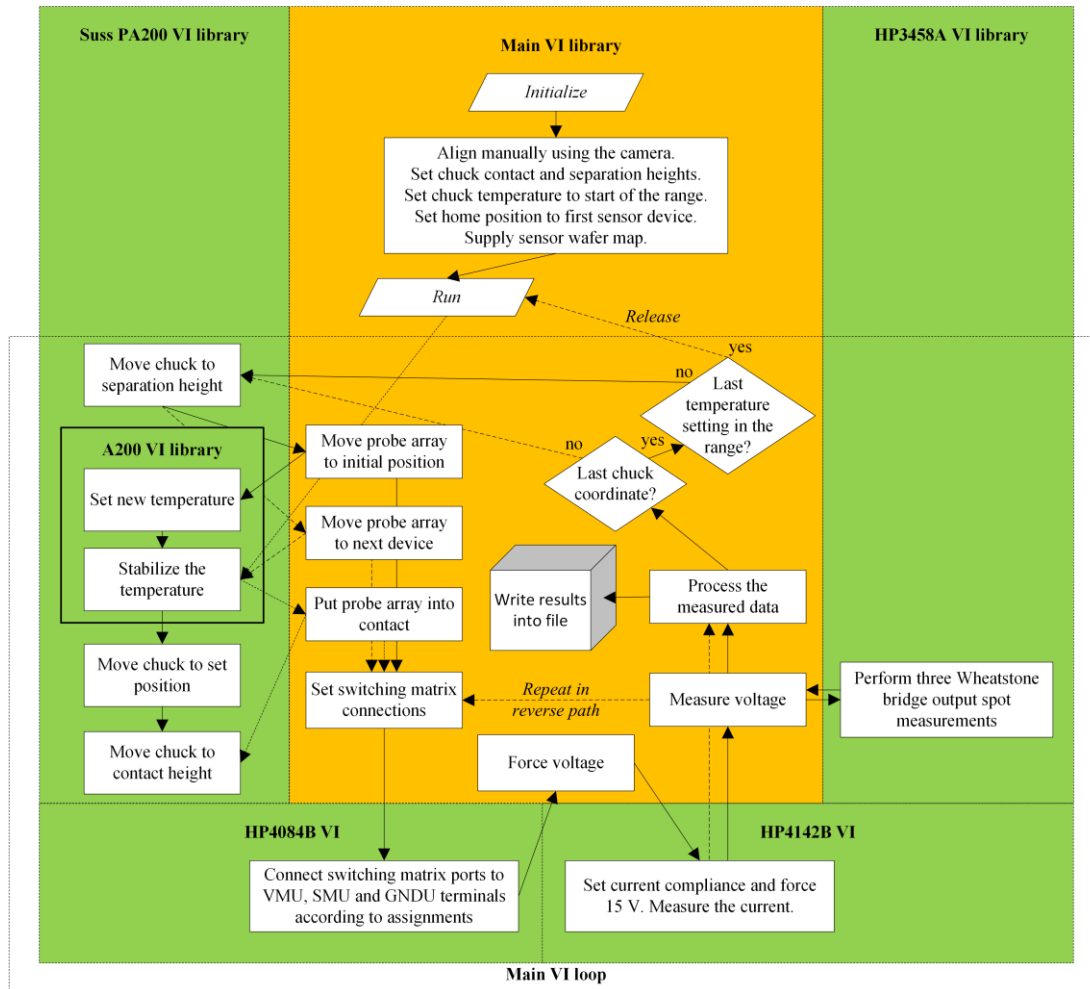 Suss PA200 VI library
Main VI library
HP3458A VI library
Initialize
Align manually using the camera.
Set chuck contact and separation heights.
Set chuck temperature to start of the range.
Set home position to first sensor device.
Supply sensor wafer map.
Run
Release
yes
no
Move chuck to
separation height
Last
temperature
setting in the
range?
A200 VI library
Move probe array
to initial position
no
yes
Last chuck
coordinate?
Set new temperature
Move probe array
to next device
Stabilize the
temperature
Put probe array into
contact
Write results
into file
Process the
measured data
Move chuck to set
position
Set switching matrix
connections
Repeat in
reverse path
Measure voltage
Perform three Wheatstone
bridge output spot
measurements
Move chuck to
contact height
Force voltage
HP4084B VI
HP4142B VI
Connect switching matrix ports to
VMU, SMU and GNDU terminals
according to assignments
Set current compliance and force
15 V. Measure the current.
Main VI loop